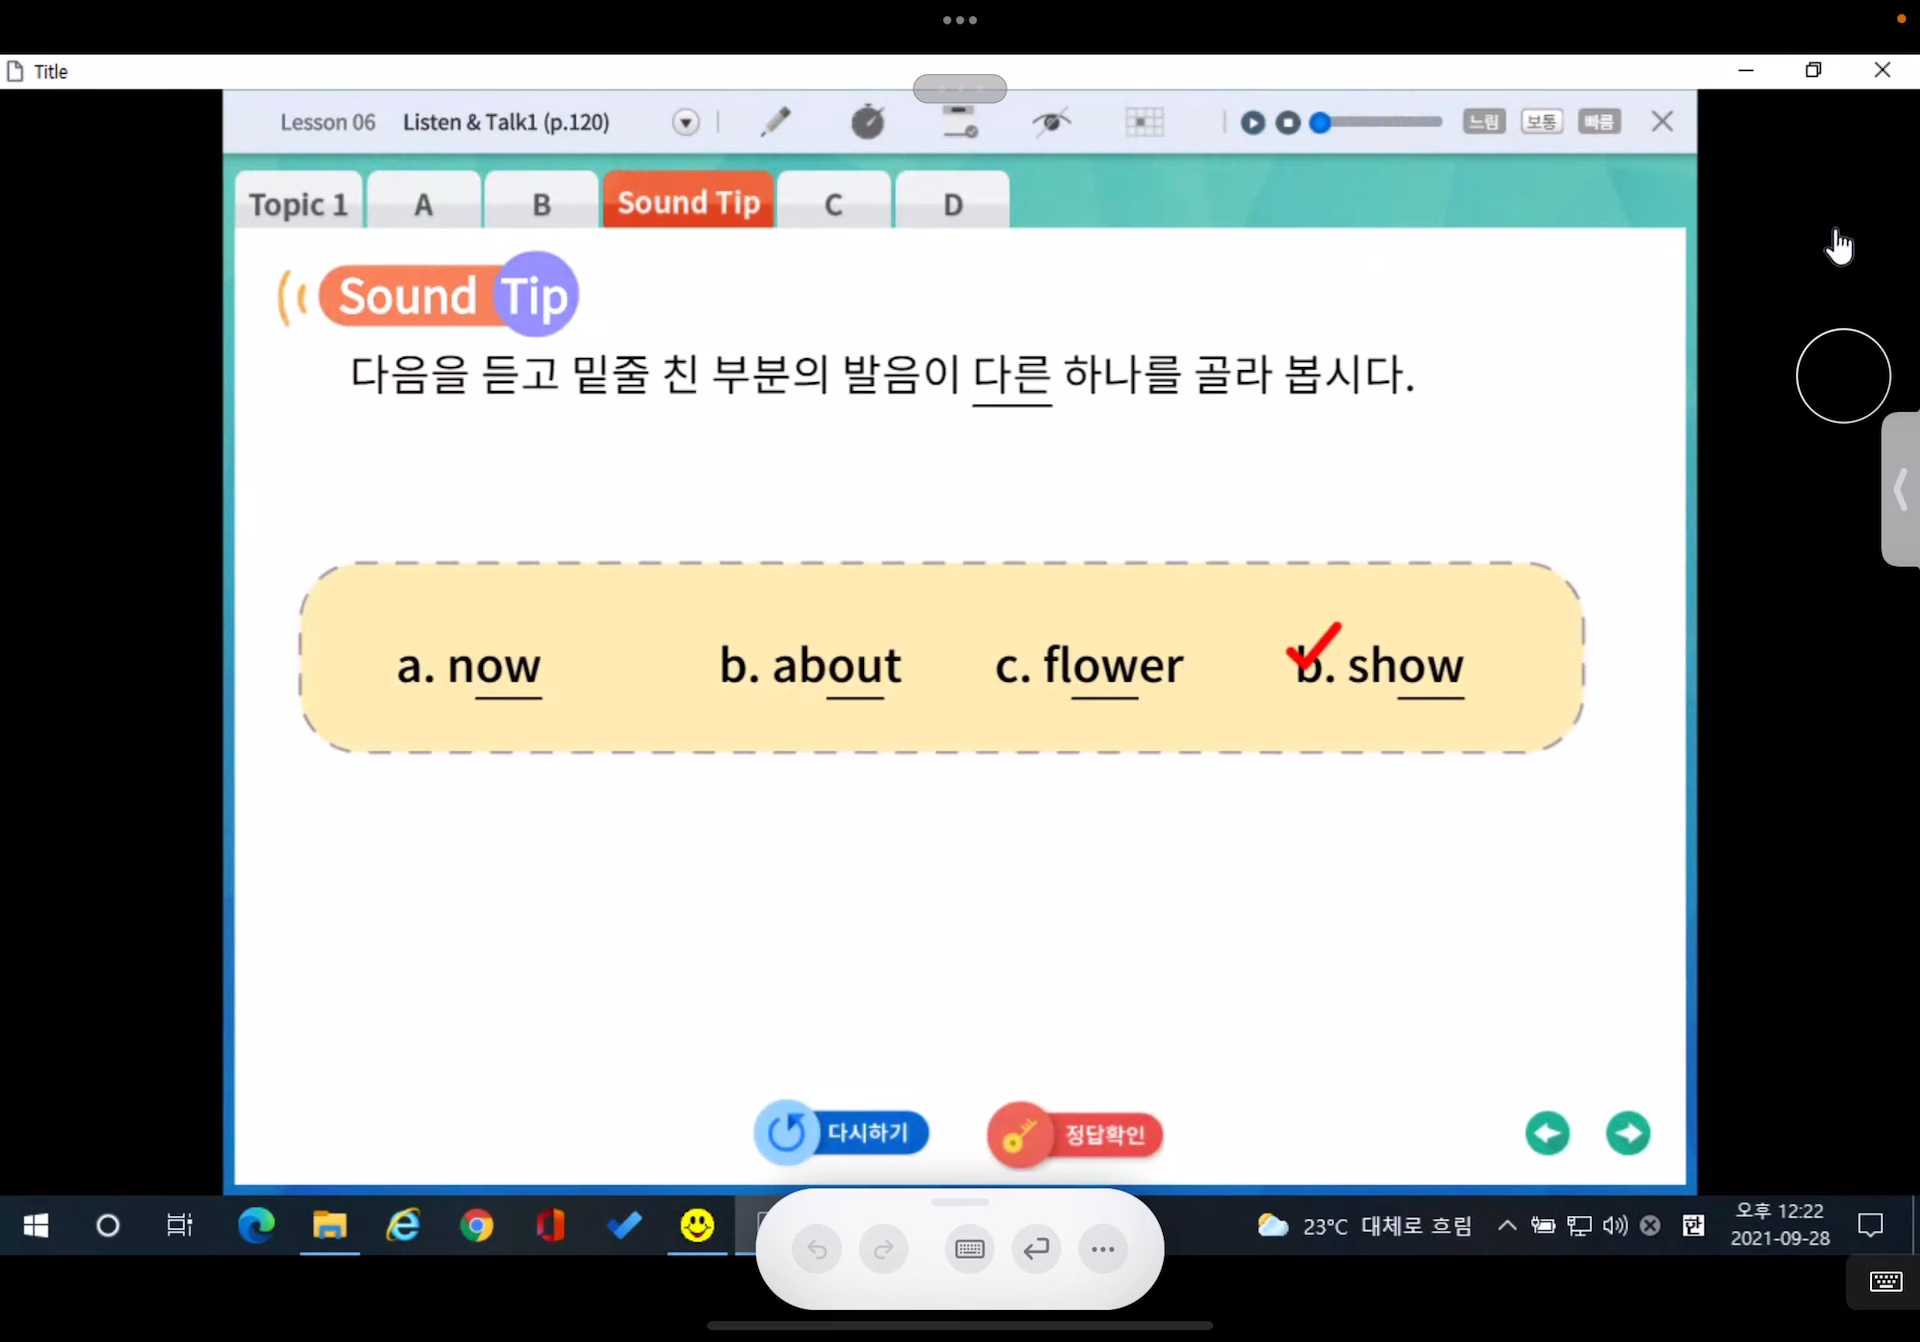 Title
Lesson 06 Listen & Talk1 (p.120) 느림 보통 빠름
Topic 1 A B Sound Tip C D
Sound Tip
다음을 듣고 밑줄 친 부분의 발음이 다른 하나를 골라 봅시다.
a. now b. about c. flower b. show
다시하기 정답확인
23°C 대체로 흐림 한 오후 12:22
2021-09-28